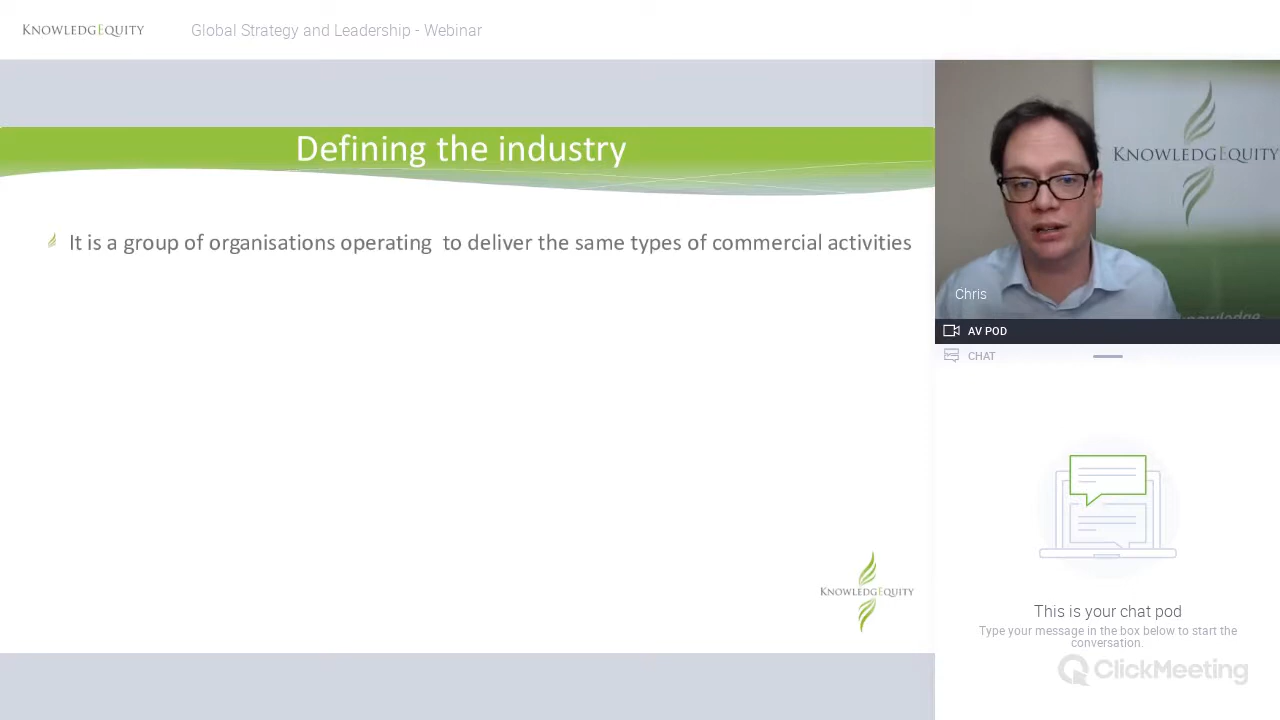 KNOWLEDGEQUITY
Global Strategy and Leadership - Webinar
Defining the industry
It is a group of organisations operating  to deliver the same types of commercial activities
KNOWLEDGEQUITY
KNOWLEDGEQUITY
knowledge
Chris
AV POD
CHAT
This is your chat pod
Type your message in the box below to start the
conversation.
ClickMeeting